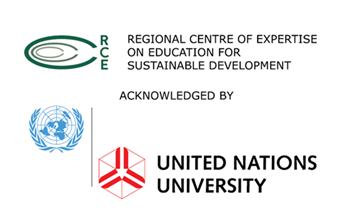 RCE
REGIONAL CENTRE OF EXPERTISE
ON EDUCATION FOR
SUSTAINABLE DEVELOPMENT
ACKNOWLEDGED BY
UNITED NATIONS
UNIVERSITY